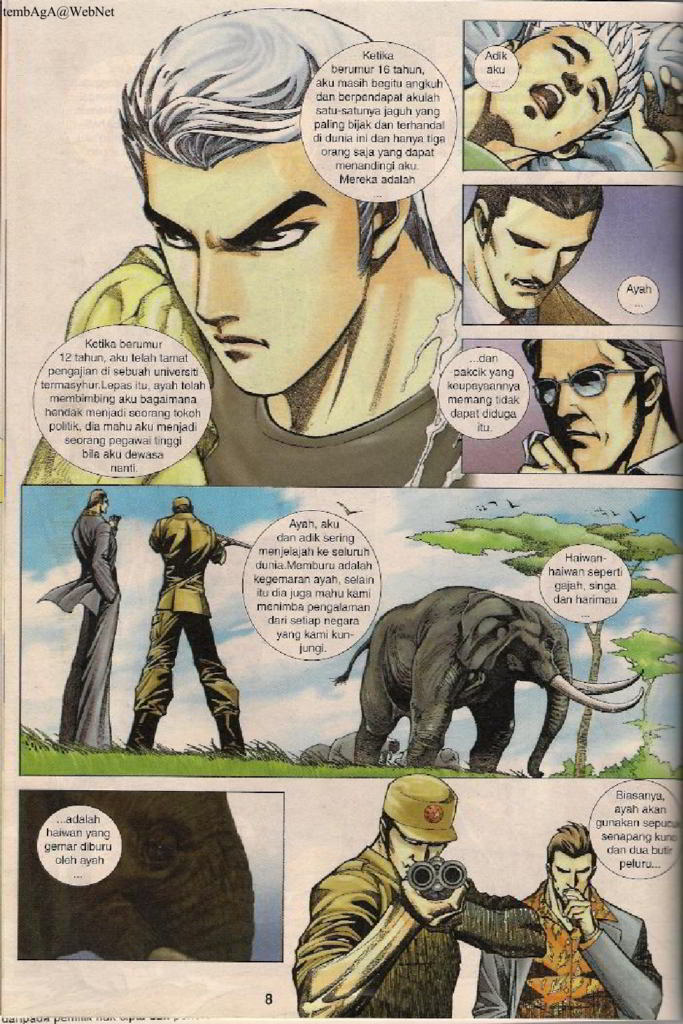 tembAgA@WebNet
Ketika
berumur 16 tahun,
aku masih begitu angkuh
dan berpendapat akulah
satu-satunya jaguh yang
paling bijak dan terhandal
di dunia ini dan hanya tiga
orang saja yang dapat
menandingi aku.
Mereka adalah
...
Adik
aku
...
Ayah
...
Ketika berumur
12 tahun, aku telah tamat
pengajian di sebuah universiti
termasyhur.Lepas itu, ayah telah
membimbing aku bagaimana
hendak menjadi seorang tokoh
politik, dia mahu aku menjadi
seorang pegawai tinggi
bila aku dewasa
nanti.
...dan
pakcik yang
keupayaannya
memang tidak
dapat diduga
itu.
Ayah, aku
dan adik sering
menjelajah ke seluruh
dunia.Memburu adalah
kegemaran ayah, selain
itu dia juga mahu kami
menimba pengalaman
dari setiap negara
yang kami kun-
jungi.
Haiwan-
haiwan seperti
gajah, singa
dan harimau
...
...adalah
haiwan yang
gemar diburu
oleh ayah
...
Biasanya,
ayah akan
gunakan sepucuk
senapang kuno
dan dua butir
peluru...
8
daripada pemilik hak cipta dan